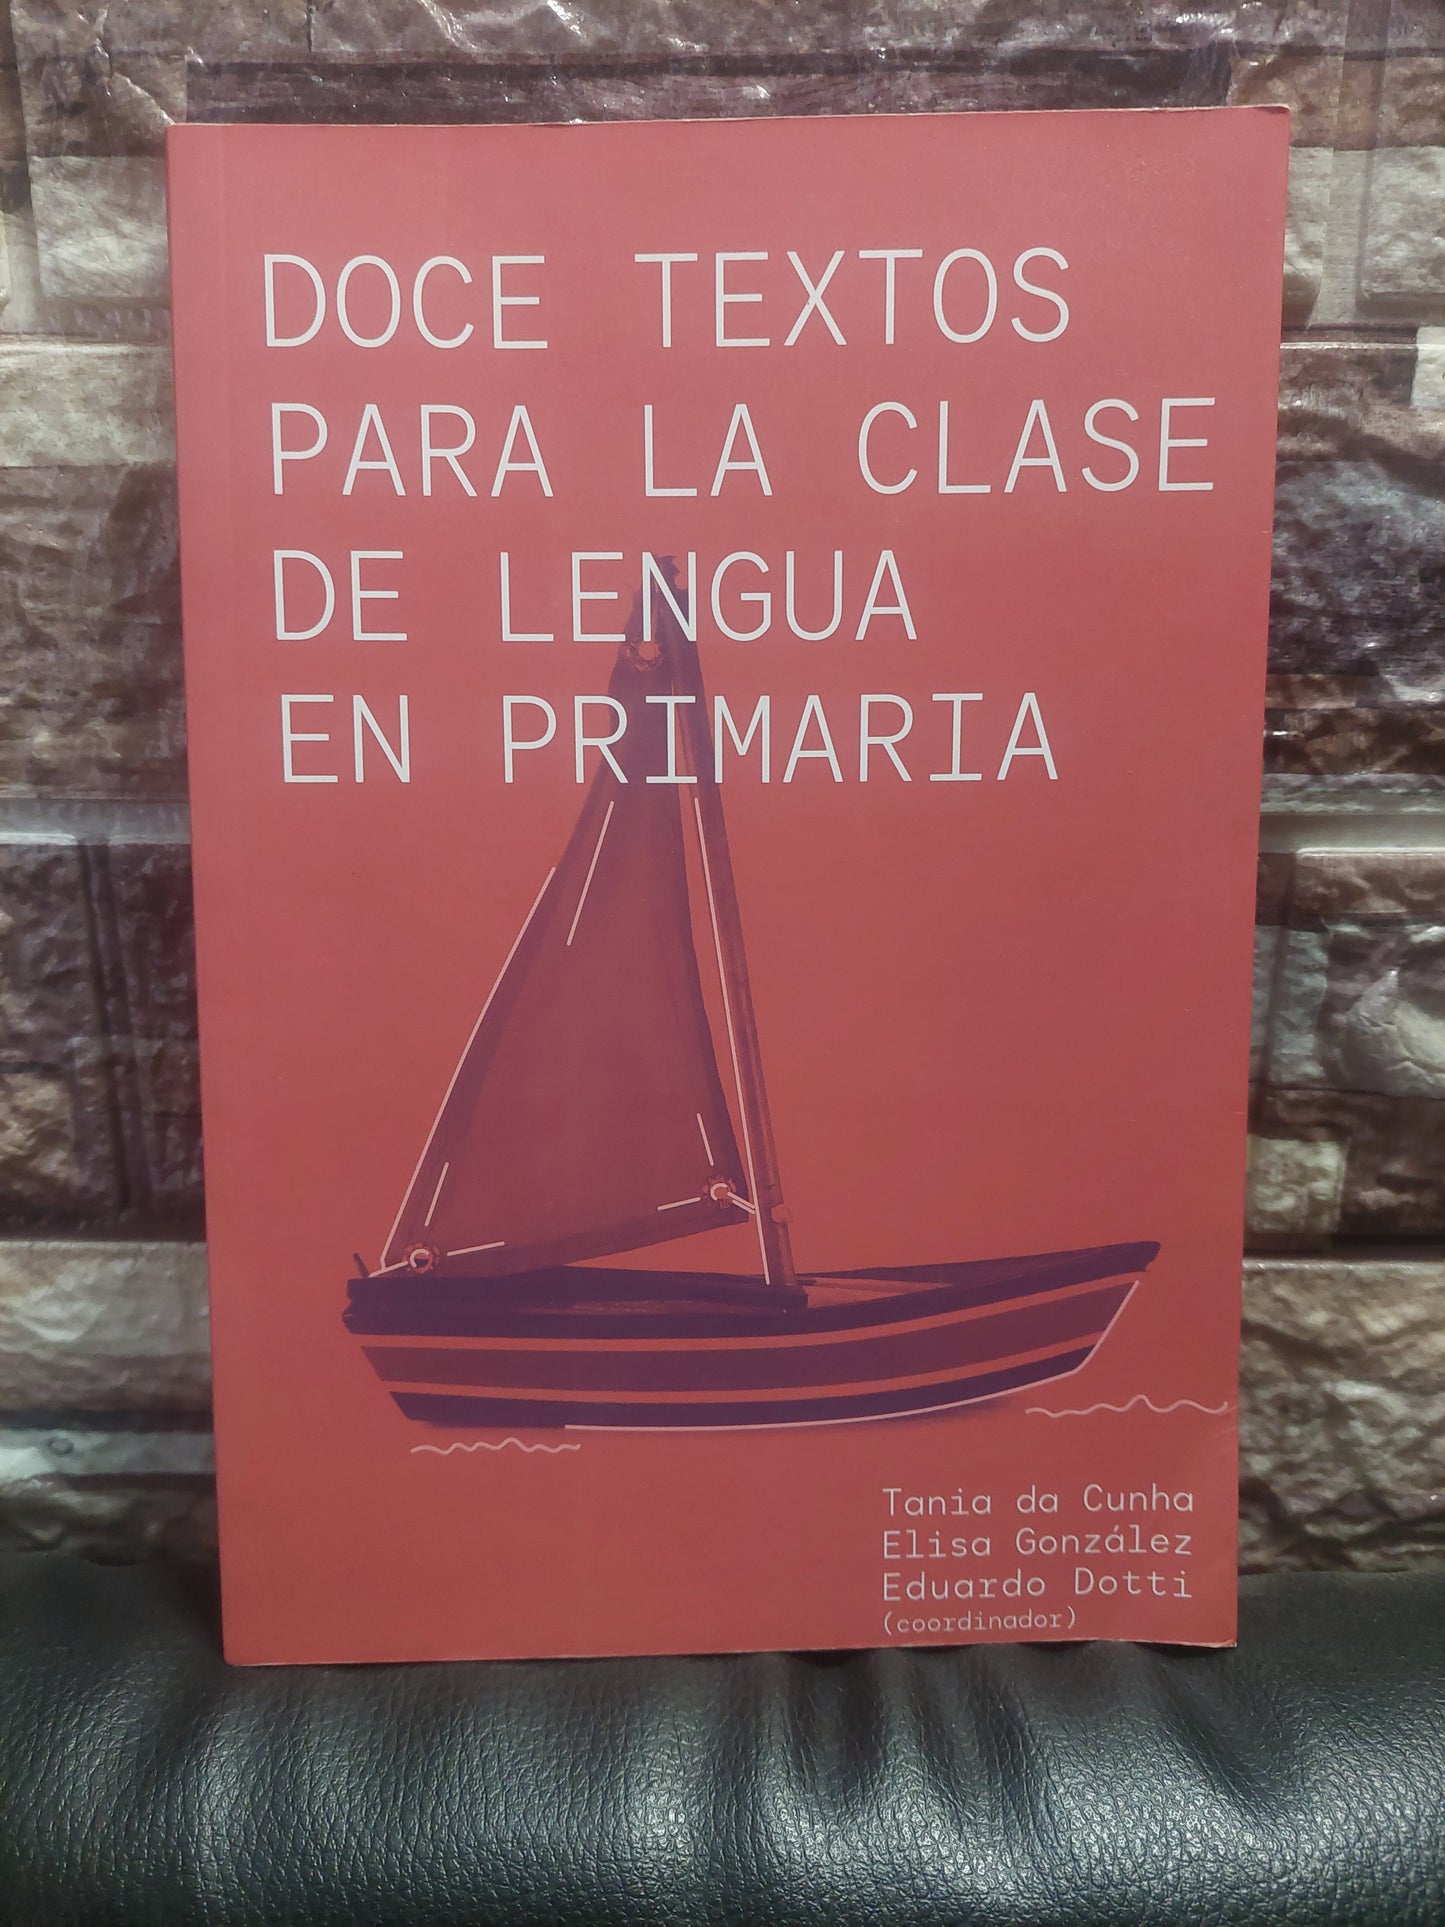 DOCE TEXTOS
PARA LA CLASE
DE LENGUA
EN PRIMARIA
Tania da Cunha
Elisa González
Eduardo Dotti
(coordinador)